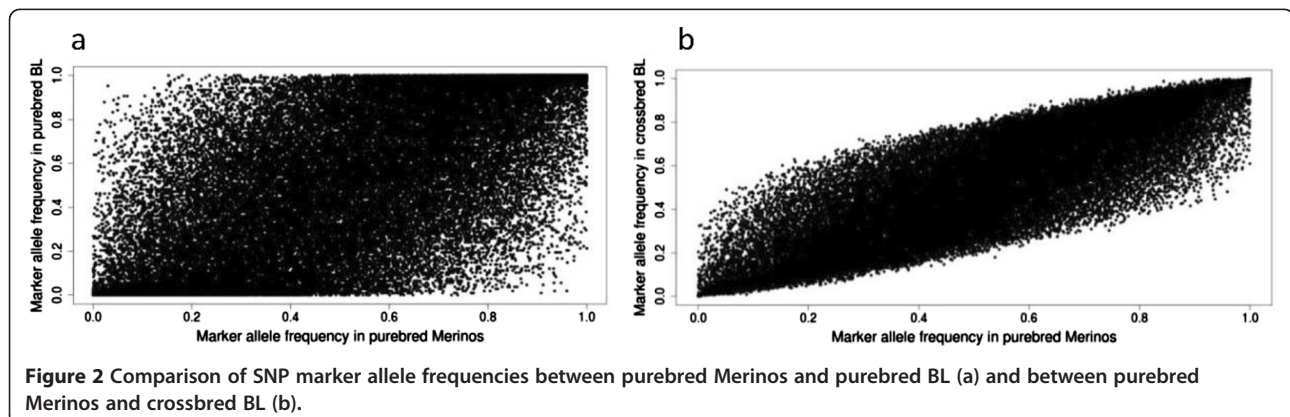 a
Marker allele frequency in purebred BL
1.0
0.8
0.6
0.4
0.2
0.0
0.0 0.2 0.4 0.6 0.8 1.0
Marker allele frequency in purebred Merinos
b
Marker allele frequency in crossbred BL
1.0
0.8
0.6
0.4
0.2
0.0
0.0 0.2 0.4 0.6 0.8 1.0
Marker allele frequency in purebred Merinos
Figure 2 Comparison of SNP marker allele frequencies between purebred Merinos and purebred BL (a) and between purebred
Merinos and crossbred BL (b).